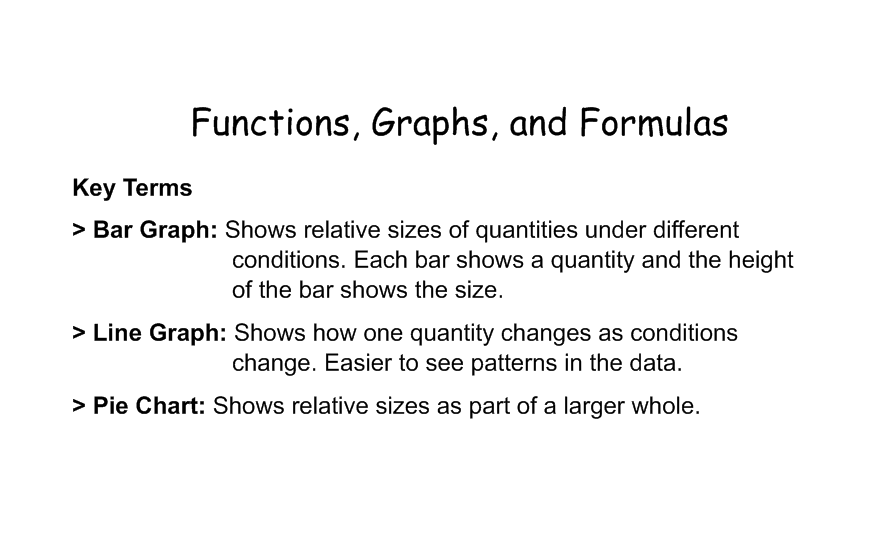 Functions, Graphs, and Formulas
Key Terms
> Bar Graph: Shows relative sizes of quantities under different
conditions. Each bar shows a quantity and the height
of the bar shows the size.
> Line Graph: Shows how one quantity changes as conditions
change. Easier to see patterns in the data.
> Pie Chart: Shows relative sizes as part of a larger whole.